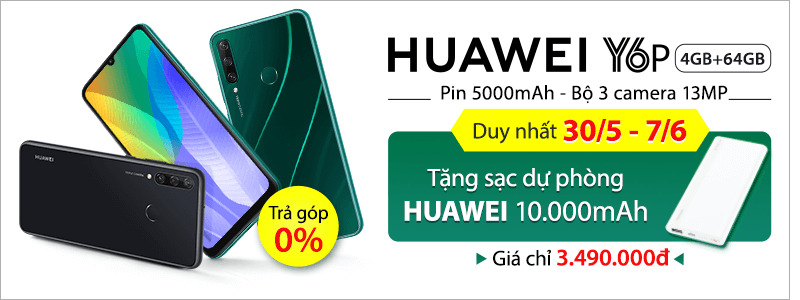 HUAWEI Y6P 4GB+64GB
Pin 5000mAh - Bộ 3 camera 13MP
Duy nhất 30/5 - 7/6
Tặng sạc dự phòng
HUAWEI 10.000mAh
Giá chỉ 3.490.000đ
Trả góp
0%
HUAWEI